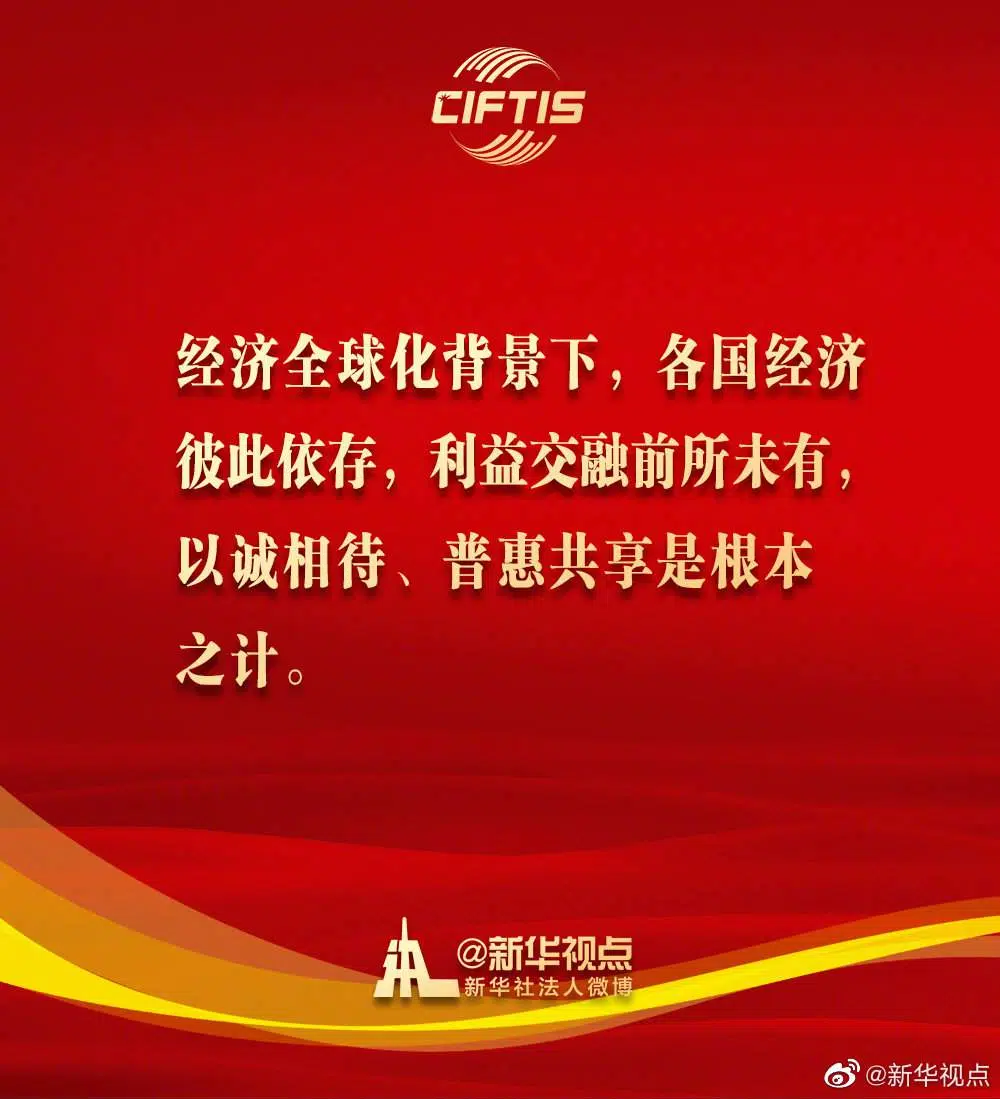 CIFTIS
经济全球化背景下，各国经济
彼此依存，利益交融前所未有，
以诚相待、普惠共享是根本
之计。
@新华视点
新华社法人微博
@新华视点